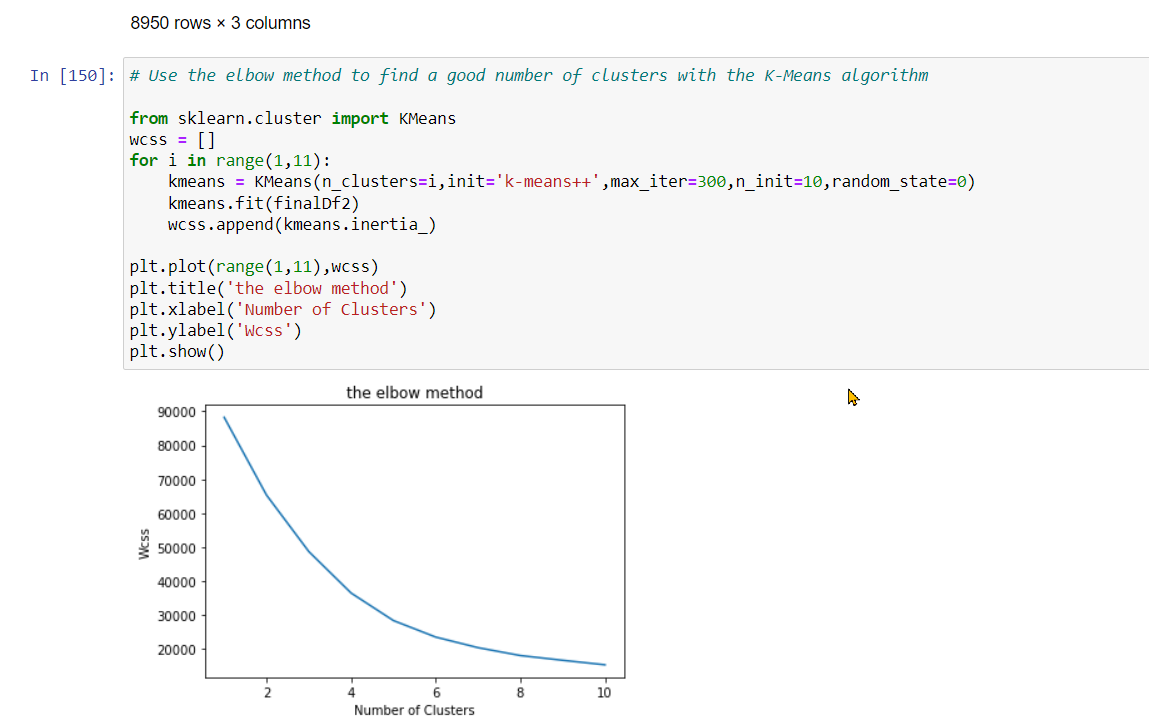 8950 rows × 3 columns
In [150]: # Use the elbow method to find a good number of clusters with the K-Means algorithm
from sklearn.cluster import KMeans
wcss = []
for i in range(1,11):
    kmeans = KMeans(n_clusters=i,init='k-means++',max_iter=300,n_init=10,random_state=0)
    kmeans.fit(finalDf2)
    wcss.append(kmeans.inertia_)
plt.plot(range(1,11),wcss)
plt.title('the elbow method')
plt.xlabel('Number of Clusters')
plt.ylabel('Wcss')
plt.show()
the elbow method
90000
80000
70000
60000
50000
40000
30000
20000
Wcss
2 4 6 8 10
Number of Clusters